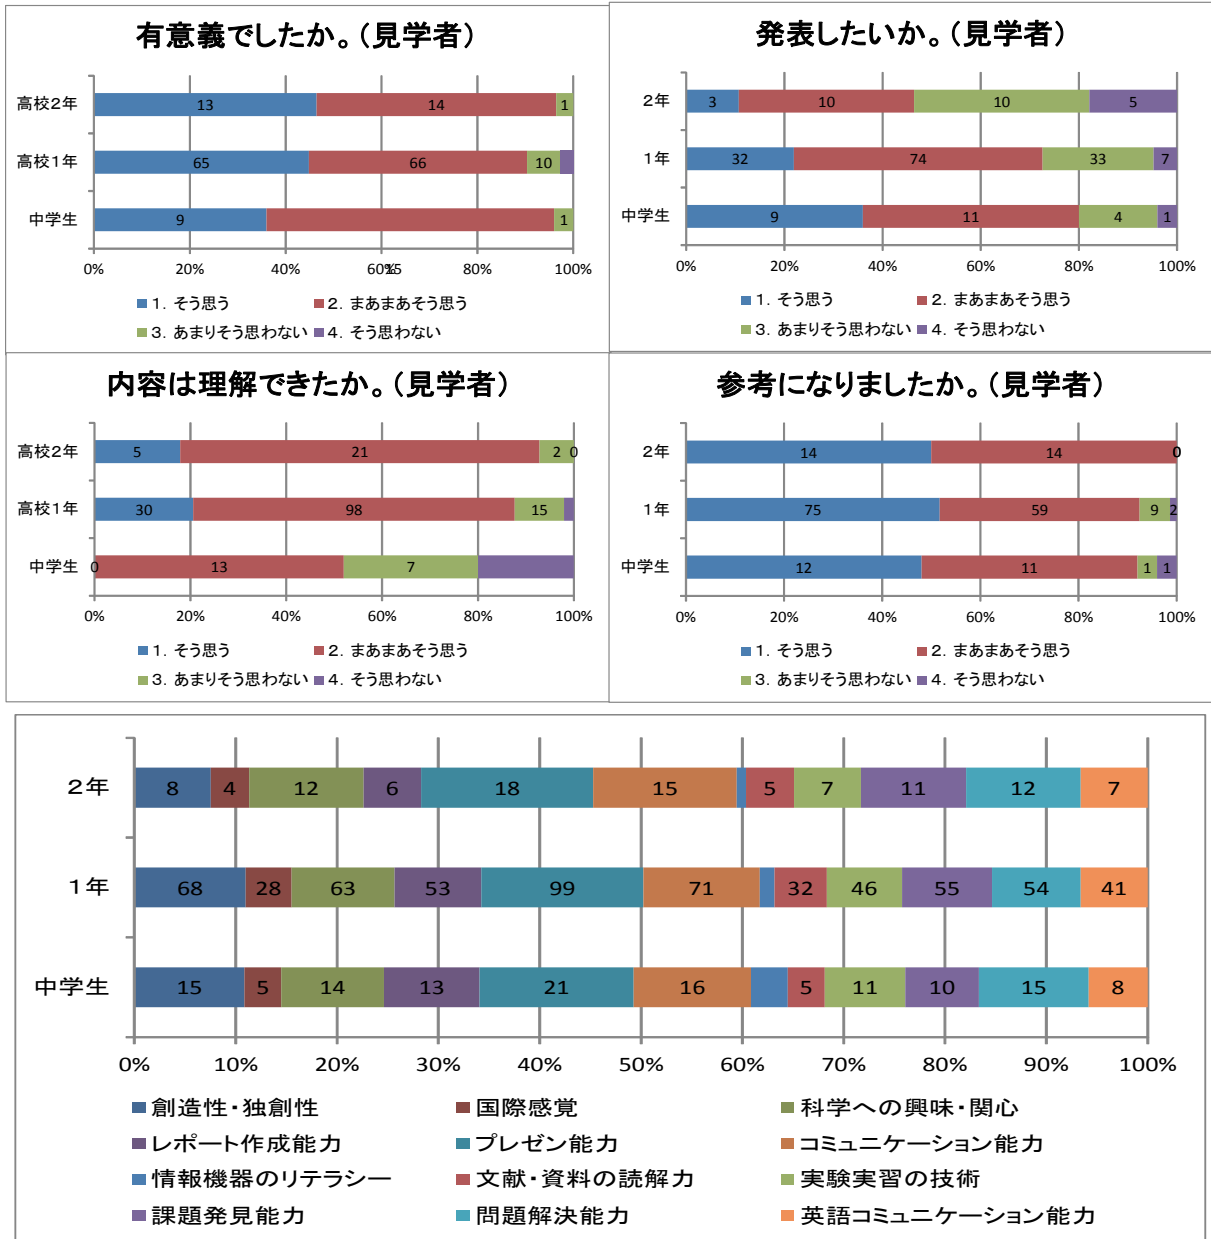 有意義でしたか。（見学者）
高校2年 13 14 1
高校1年 65 66 10
中学生 9 1
0% 20% 40% 60% 15 80% 100%
1．そう思う 2．まあまあそう思う
3．あまりそう思わない 4．そう思わない
発表したいか。（見学者）
2年 3 10 10 5
1年 32 74 33 7
中学生 9 11 4 1
0% 20% 40% 60% 80% 100%
1．そう思う 2．まあまあそう思う
3．あまりそう思わない 4．そう思わない
内容は理解できたか。（見学者）
高校2年 5 21 2 0
高校1年 30 98 15
中学生 0 13 7
0% 20% 40% 60% 80% 100%
1．そう思う 2．まあまあそう思う
3．あまりそう思わない 4．そう思わない
参考になりましたか。（見学者）
2年 14 14 0
1年 75 59 9 2
中学生 12 11 1 1
0% 20% 40% 60% 80% 100%
1．そう思う 2．まあまあそう思う
3．あまりそう思わない 4．そう思わない
2年 8 4 12 6 18 15 5 7 11 12 7
1年 68 28 63 53 99 71 32 46 55 54 41
中学生 15 5 14 13 21 16 5 11 10 15 8
0% 10% 20% 30% 40% 50% 60% 70% 80% 90% 100%
創造性・独創性 国際感覚 科学への興味・関心
レポート作成能力 プレゼン能力 コミュニケーション能力
情報機器のリテラシー 文献・資料の読解力 実験実習の技術
課題発見能力 問題解決能力 英語コミュニケーション能力